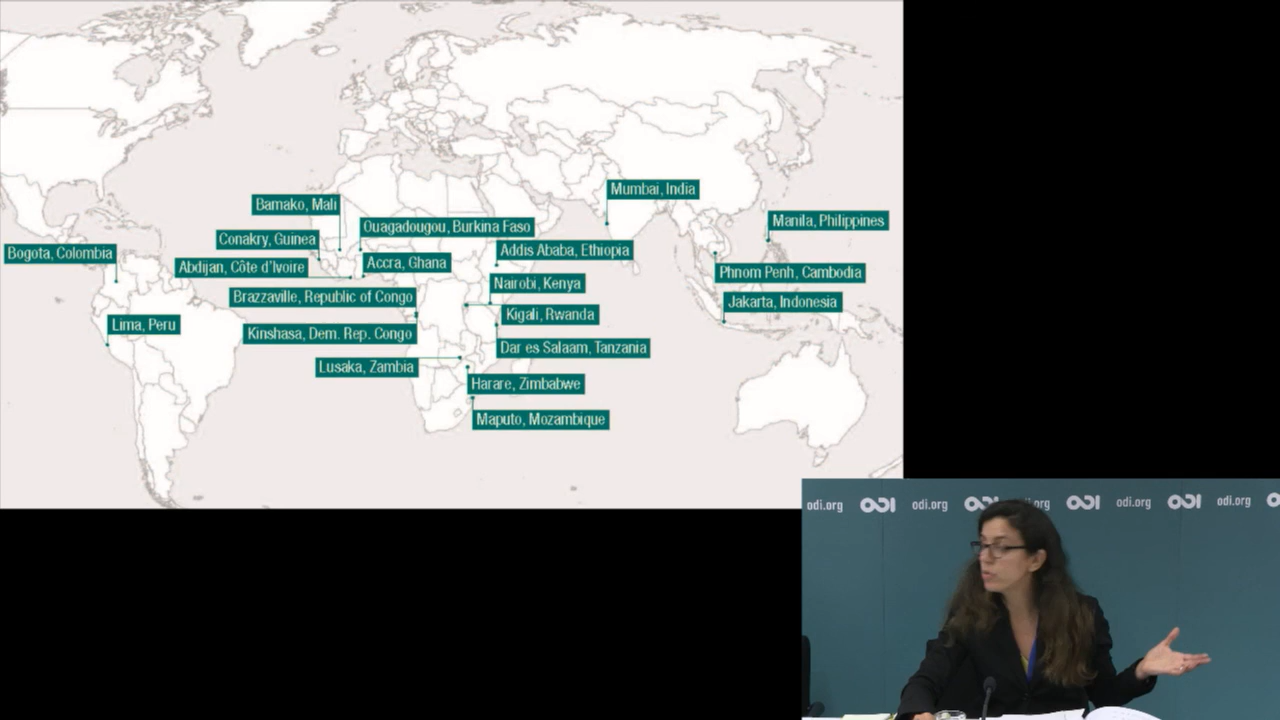 Mumbai, India
Bamako, Mali
Manila, Philippines
Ouagadougou, Burkina Faso
Conakry, Guinea
Addis Ababa, Ethiopia
Bogota, Colombia
Accra, Ghana
Abdijan, Côte d'Ivoire
Phnom Penh, Cambodia
Nairobi, Kenya
Brazzaville, Republic of Congo
Jakarta, Indonesia
Kigali, Rwanda
Lima, Peru
Kinshasa, Dem. Rep. Congo
Dar es Salaam, Tanzania
Lusaka, Zambia
Harare, Zimbabwe
Maputo, Mozambique
odi.org ODI odi.org ODI odi.org ODI odi.org ODI odi.org